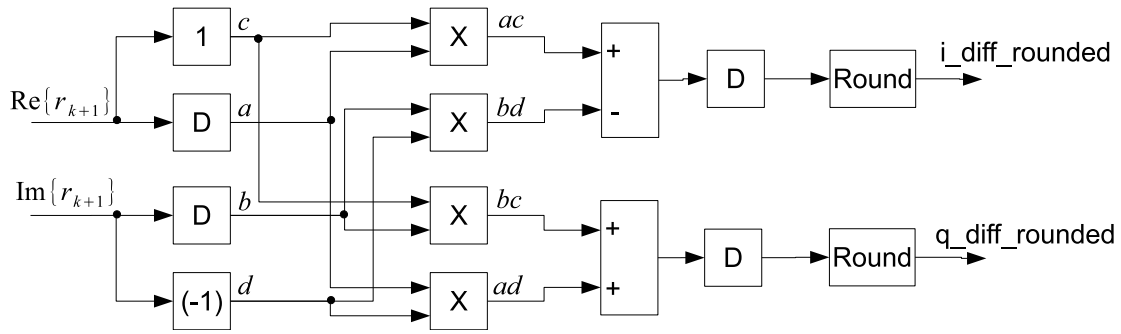 1 c X ac + i_diff_rounded
D Round
Re{r_{k+1}} D a X bd -
Im{r_{k+1}} D b X bc + q_diff_rounded
D Round
(-1) d X ad +